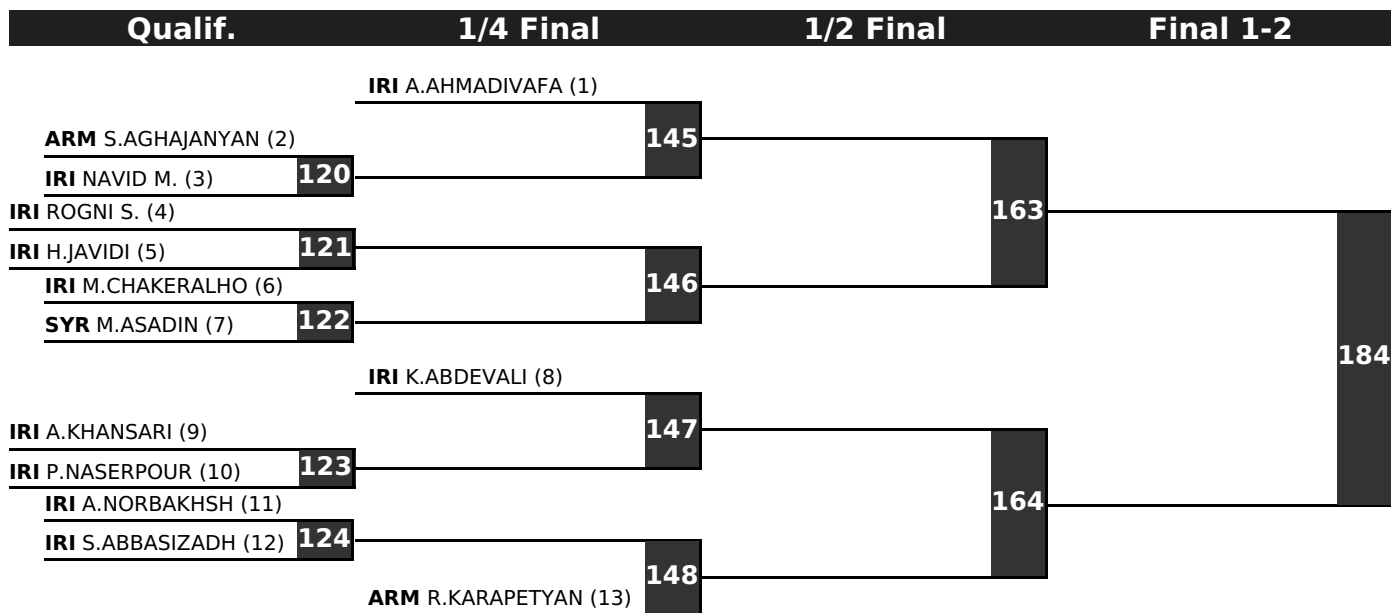 Qualif. 1/4 Final 1/2 Final Final 1-2
IRI A.AHMADIVAFA (1)
145
ARM S.AGHAJANYAN (2)
120
IRI NAVID M. (3)
163
IRI ROGNI S. (4)
121
IRI H.JAVIDI (5)
146
IRI M.CHAKERALHO (6)
122
SYR M.ASADIN (7)
184
IRI K.ABDEVALI (8)
147
IRI A.KHANSARI (9)
123
IRI P.NASERPOUR (10)
164
IRI A.NORBAKHSH (11)
124
IRI S.ABBASIZADH (12)
148
ARM R.KARAPETYAN (13)